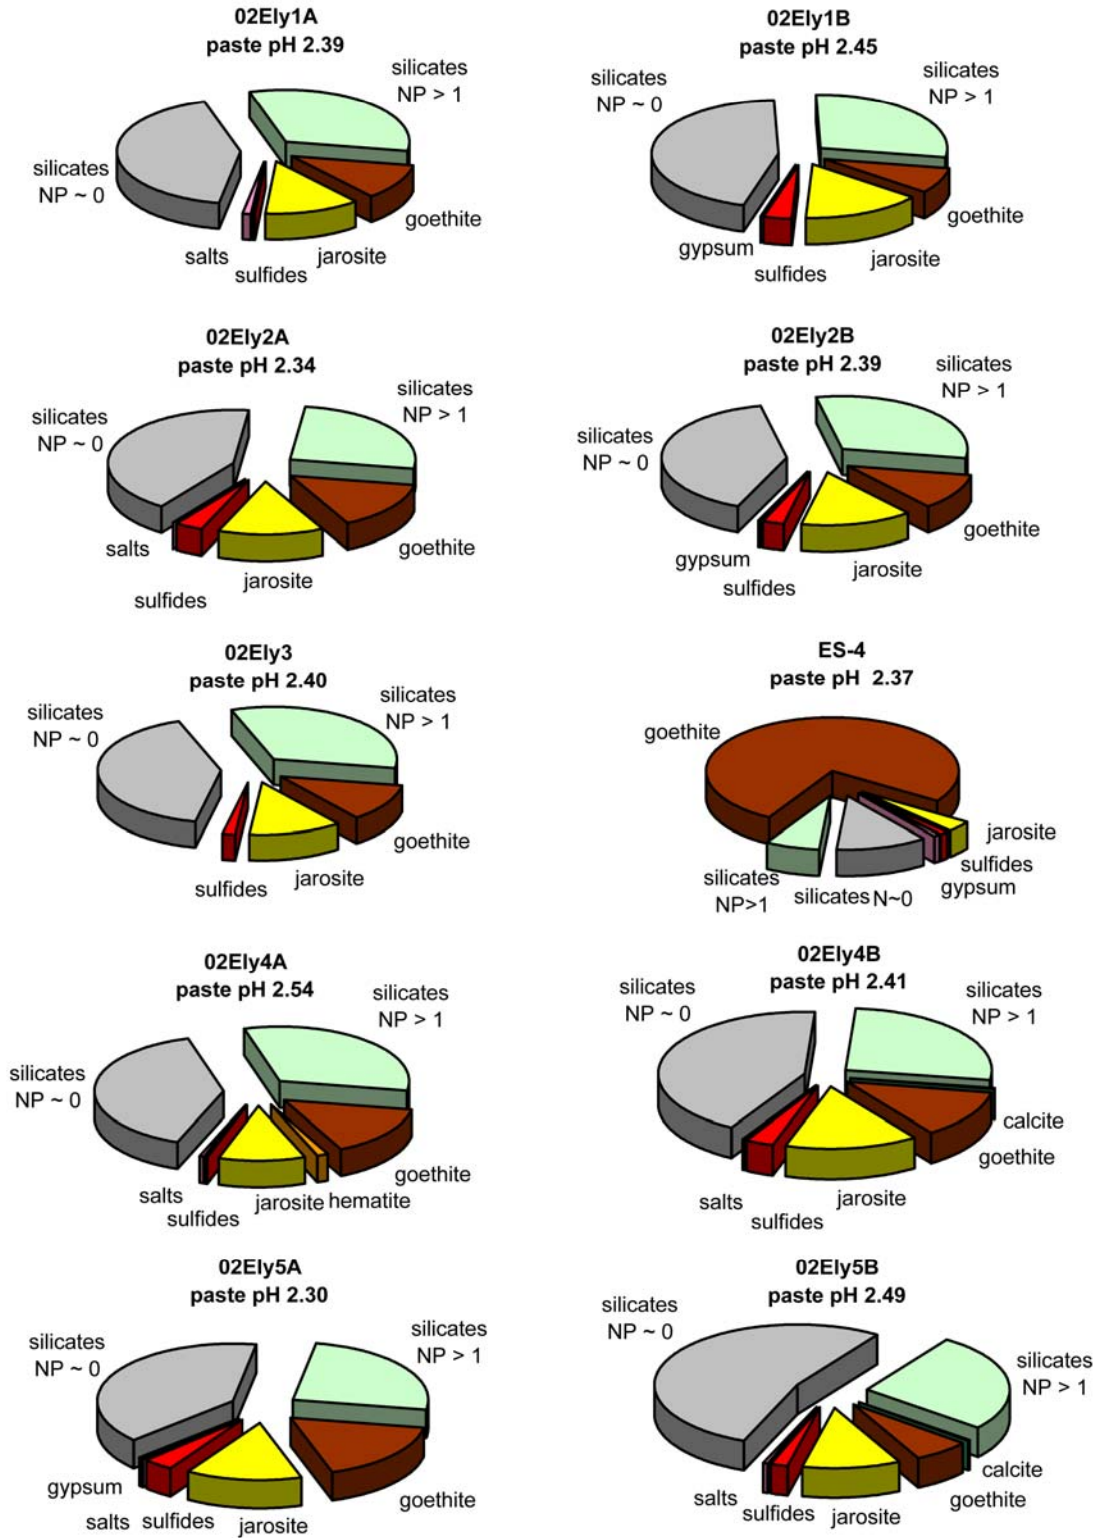 02Ely1A
paste pH 2.39
silicates
NP > 1
silicates
NP ~ 0
goethite
salts
jarosite
sulfides
02Ely1B
paste pH 2.45
silicates
NP ~ 0
silicates
NP > 1
goethite
gypsum
jarosite
sulfides
02Ely2A
paste pH 2.34
silicates
NP > 1
silicates
NP ~ 0
salts
goethite
jarosite
sulfides
02Ely2B
paste pH 2.39
silicates
NP > 1
silicates
NP ~ 0
goethite
gypsum
jarosite
sulfides
02Ely3
paste pH 2.40
silicates
NP > 1
silicates
NP ~ 0
goethite
jarosite
sulfides
ES-4
paste pH 2.37
goethite
jarosite
sulfides
gypsum
silicates
NP>1
silicates N~0
02Ely4A
paste pH 2.54
silicates
NP > 1
silicates
NP ~ 0
goethite
salts
jarosite hematite
sulfides
02Ely4B
paste pH 2.41
silicates
NP ~ 0
silicates
NP > 1
calcite
goethite
salts
jarosite
sulfides
02Ely5A
paste pH 2.30
silicates
NP > 1
silicates
NP ~ 0
gypsum
goethite
salts sulfides
jarosite
02Ely5B
paste pH 2.49
silicates
NP ~ 0
silicates
NP > 1
calcite
salts
goethite
sulfides
jarosite